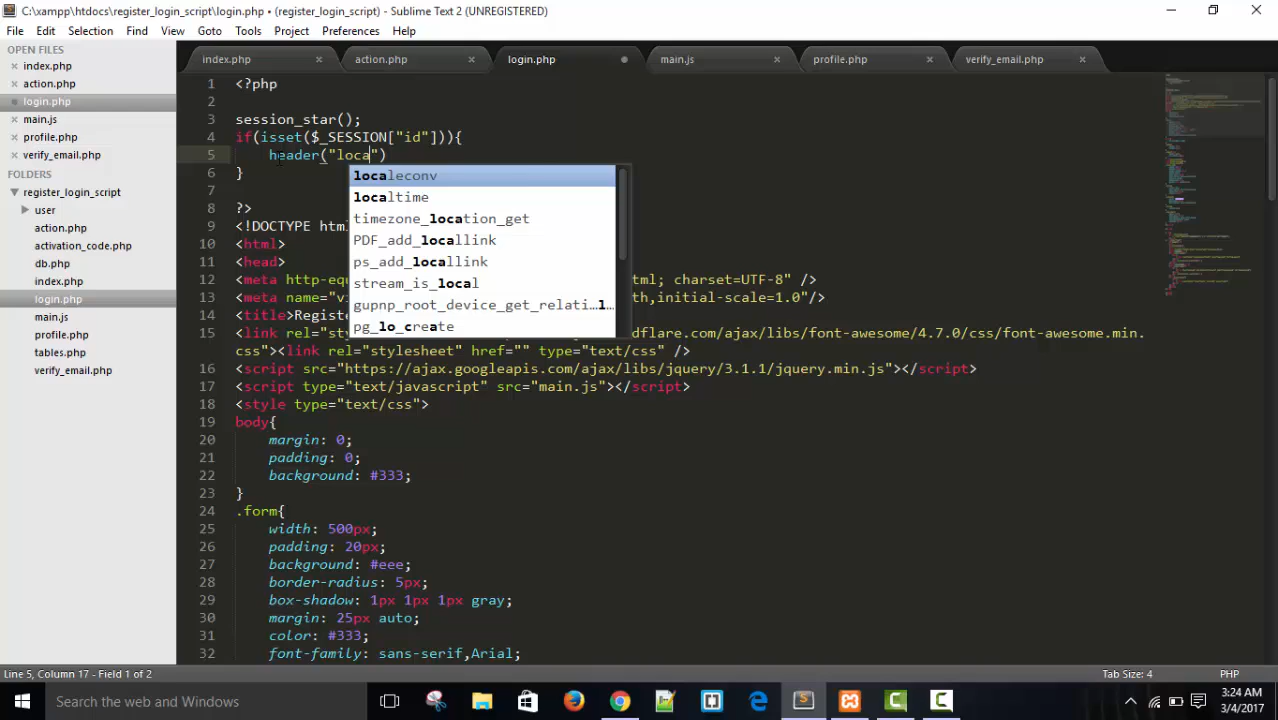 C:\xampp\htdocs\register_login_script\login.php • (register_login_script) - Sublime Text 2 (UNREGISTERED)
File Edit Selection Find View Goto Tools Project Preferences Help
OPEN FILES
index.php
action.php
login.php
main.js
profile.php
verify_email.php
FOLDERS
register_login_script
user
action.php
activation_code.php
db.php
index.php
login.php
main.js
profile.php
tables.php
verify_email.php
index.php action.php login.php main.js profile.php verify_email.php
1 <?php
2
3 session_star();
4 if(isset($_SESSION["id"])){
5 header("loca")
6 }
7
8 ?>
9 <!DOCTYPE html
10 <html>
11 <head>
12 <meta http-equ ml; charset=UTF-8" />
13 <meta name="v th,initial-scale=1.0"/>
14 <title>Registe
15 <link rel="sty dflare.com/ajax/libs/font-awesome/4.7.0/css/font-awesome.min.
css"><link rel="stylesheet" href="" type="text/css" />
16 <script src="https://ajax.googleapis.com/ajax/libs/jquery/3.1.1/jquery.min.js"></script>
17 <script type="text/javascript" src="main.js"></script>
18 <style type="text/css">
19 body{
20 margin: 0;
21 padding: 0;
22 background: #333;
23 }
24 .form{
25 width: 500px;
26 padding: 20px;
27 background: #eee;
28 border-radius: 5px;
29 box-shadow: 1px 1px 1px gray;
30 margin: 25px auto;
31 color: #333;
32 font-family: sans-serif,Arial;
localeconv
localtime
timezone_location_get
PDF_add_locallink
ps_add_locallink
stream_is_local
gupnp_root_device_get_relati...l...
pg_lo_create
Line 5, Column 17 - Field 1 of 2
Tab Size: 4
PHP
Search the web and Windows
3:24 AM
3/4/2017